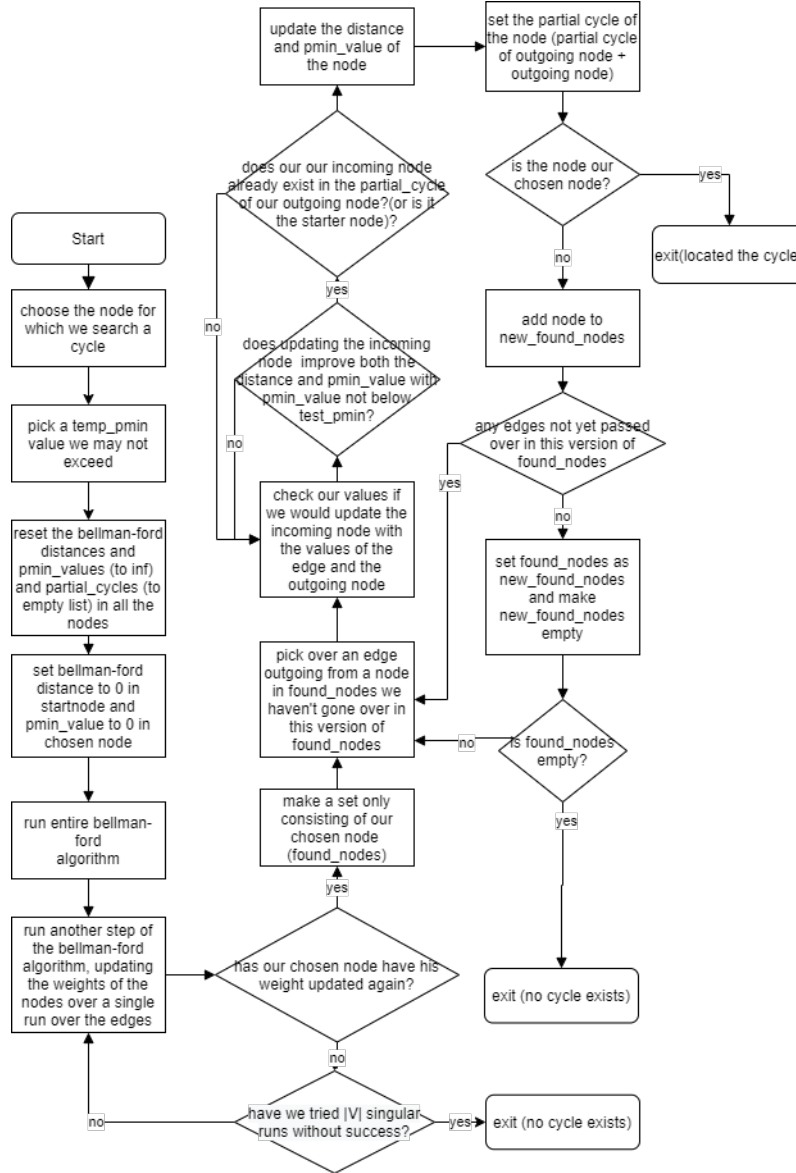 Start
choose the node for
which we search a
cycle
pick a temp_pmin
value we may not
exceed
reset the bellman-ford
distances and
pmin_values (to inf)
and partial_cycles (to
empty list) in all the
nodes
set bellman-ford
distance to 0 in
startnode and
pmin_value to 0 in
chosen node
run entire bellman-
ford
algorithm
run another step of
the bellman-ford
algorithm, updating
the weights of the
nodes over a single
run over the edges
no
has our chosen node have his
weight updated again?
no
have we tried |V| singular
runs without success?
yes
exit (no cycle exists)
yes
make a set only
consisting of our
chosen node
(found_nodes)
pick over an edge
outgoing from a node
in found_nodes we
haven't gone over in
this version of
found_nodes
check our values if
we would update the
incoming node with
the values of the
edge and the
outgoing node
no
does updating the incoming
node improve both the
distance and pmin_value with
pmin_value not below
test_pmin?
yes
no
does our our incoming node
already exist in the partial_cycle
of our outgoing node?(or is it
the starter node)?
update the distance
and pmin_value of
the node
set the partial cycle of
the node (partial cycle
of outgoing node +
outgoing node)
is the node our
chosen node?
yes
exit(located the cycle
no
add node to
new_found_nodes
any edges not yet passed
over in this version of
found_nodes
yes
no
set found_nodes as
new_found_nodes
and make
new_found_nodes
empty
is found_nodes
empty?
no
yes
exit (no cycle exists)